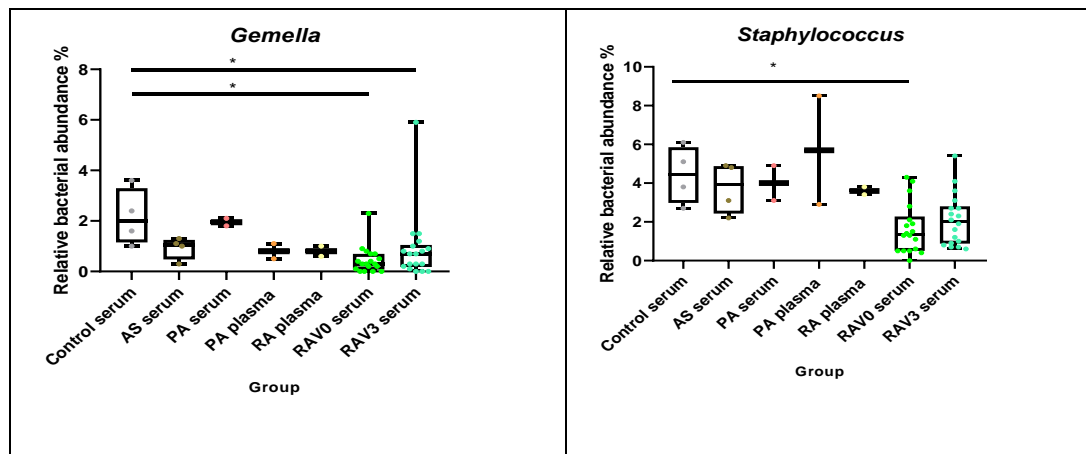 Gemella
*
*
Relative bacterial abundance %
8
6
4
2
0
Control serum
AS serum
PA serum
PA plasma
RA plasma
RAV0 serum
RAV3 serum
Group
Staphylococcus
*
Relative bacterial abundance %
10
8
6
4
2
0
Control serum
AS serum
PA serum
PA plasma
RA plasma
RAV0 serum
RAV3 serum
Group